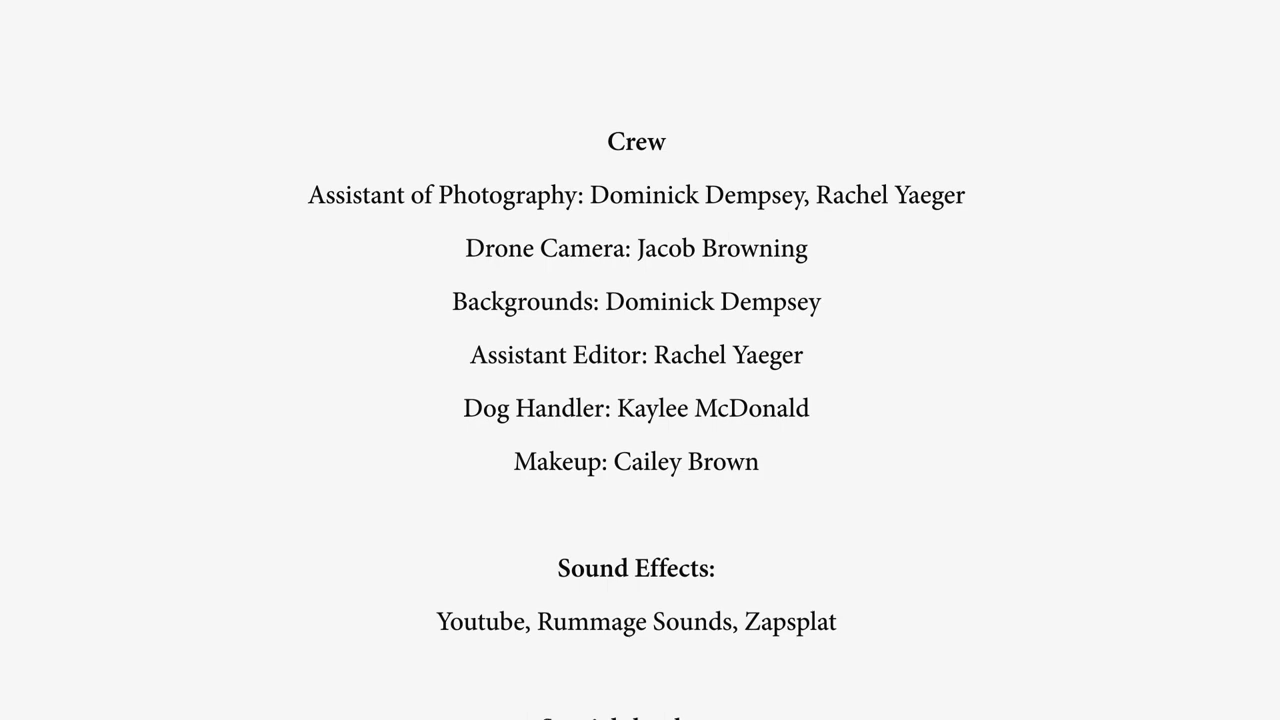 Crew
Assistant of Photography: Dominick Dempsey, Rachel Yaeger
Drone Camera: Jacob Browning
Backgrounds: Dominick Dempsey
Assistant Editor: Rachel Yaeger
Dog Handler: Kaylee McDonald
Makeup: Cailey Brown
Sound Effects:
Youtube, Rummage Sounds, Zapsplat